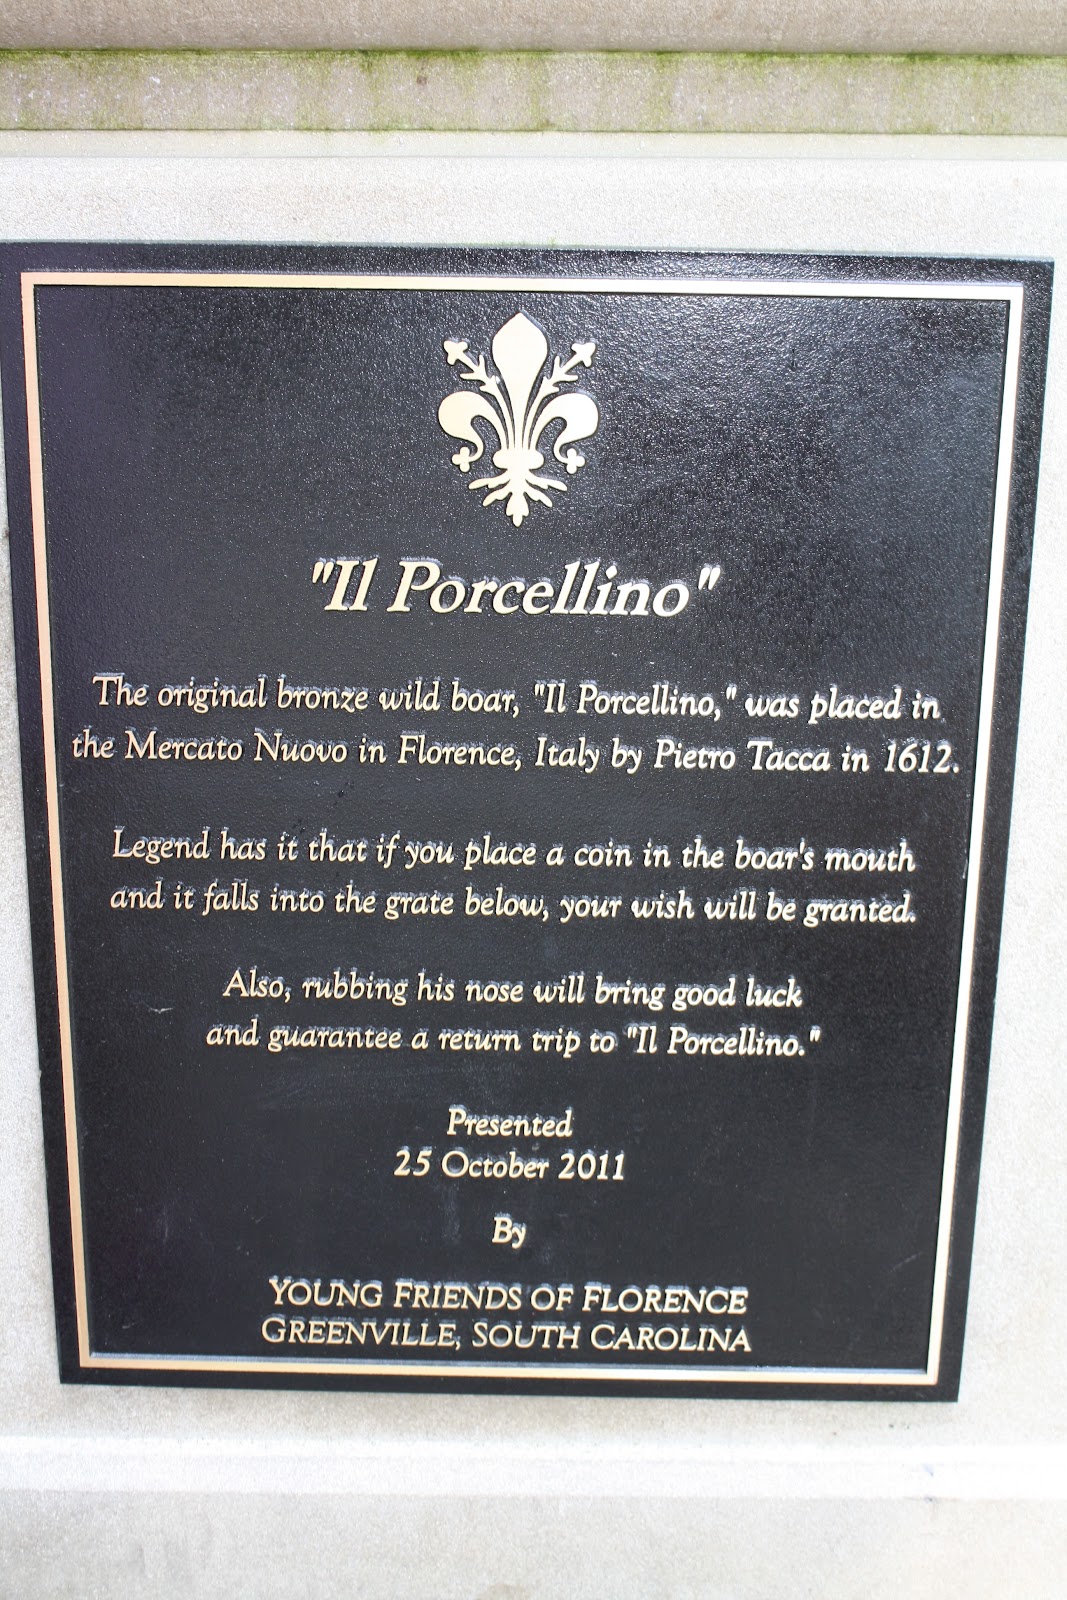 "Il Porcellino"
The original bronze wild boar, "Il Porcellino," was placed in
the Mercato Nuovo in Florence, Italy by Pietro Tacca in 1612.
Legend has it that if you place a coin in the boar's mouth
and it falls into the grate below, your wish will be granted.
Also, rubbing his nose will bring good luck
and guarantee a return trip to "Il Porcellino."
Presented
25 October 2011
By
YOUNG FRIENDS OF FLORENCE
GREENVILLE, SOUTH CAROLINA